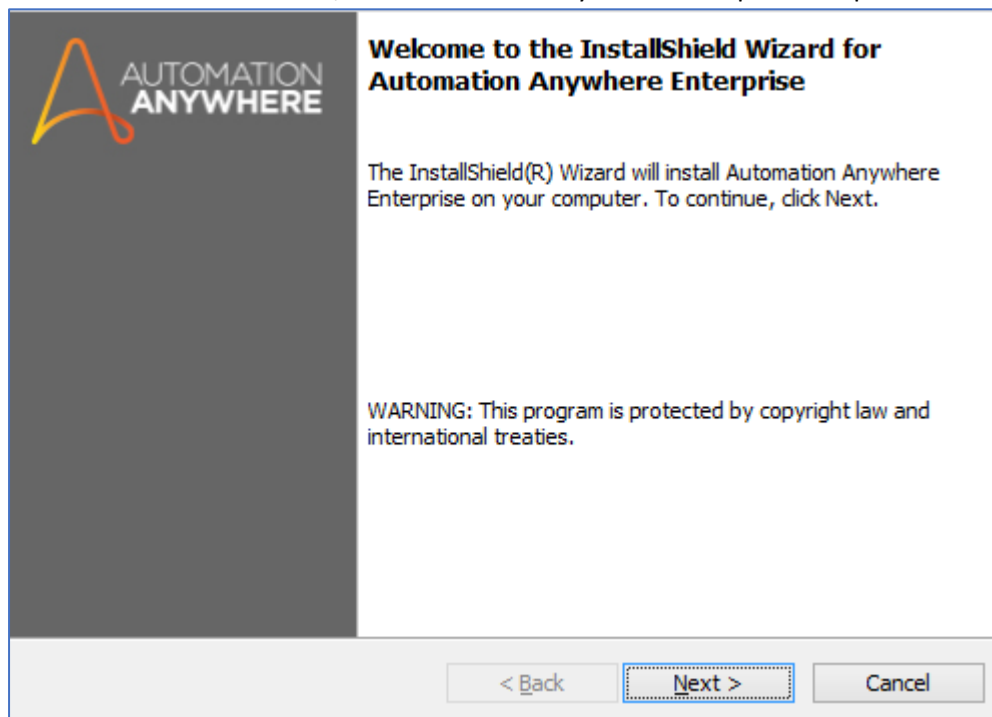 AUTOMATION
ANYWHERE
Welcome to the InstallShield Wizard for
Automation Anywhere Enterprise
The InstallShield(R) Wizard will install Automation Anywhere
Enterprise on your computer. To continue, click Next.
WARNING: This program is protected by copyright law and
international treaties.
< Back Next > Cancel